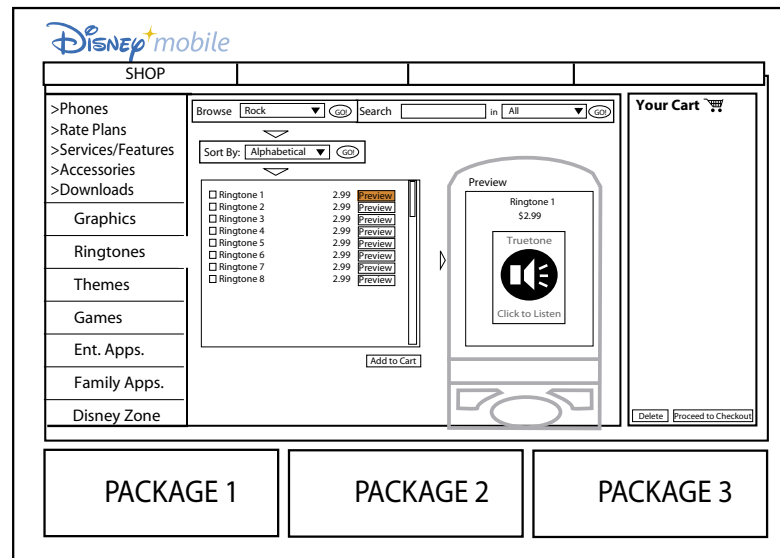 Disney mobile
SHOP
>Phones
>Rate Plans
>Services/Features
>Accessories
>Downloads
Graphics
Ringtones
Themes
Games
Ent. Apps.
Family Apps.
Disney Zone
Browse Rock GO! Search in All GO!
Sort By: Alphabetical GO!
Ringtone 1 2.99 Preview
Ringtone 2 2.99 Preview
Ringtone 3 2.99 Preview
Ringtone 4 2.99 Preview
Ringtone 5 2.99 Preview
Ringtone 6 2.99 Preview
Ringtone 7 2.99 Preview
Ringtone 8 2.99 Preview
Add to Cart
Preview
Ringtone 1
$2.99
Truetone
Click to Listen
Your Cart
Delete Proceed to Checkout
PACKAGE 1
PACKAGE 2
PACKAGE 3